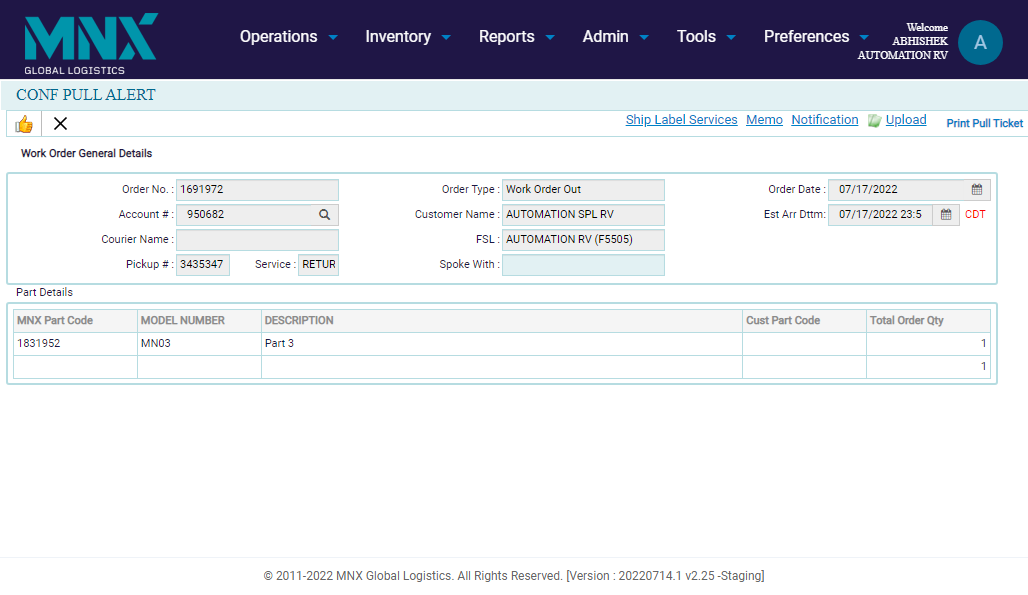 MNX
GLOBAL LOGISTICS
Operations Inventory Reports Admin Tools Preferences
Welcome
ABHISHEK
AUTOMATION RV
A
CONF PULL ALERT
Ship Label Services Memo Notification Upload Print Pull Ticket
Work Order General Details
Order No. : 1691972 Order Type : Work Order Out Order Date : 07/17/2022
Account # : 950682 Customer Name : AUTOMATION SPL RV Est Arr Dttm: 07/17/2022 23:5 CDT
Courier Name : FSL : AUTOMATION RV (F5505)
Pickup # : 3435347 Service : RETUR Spoke With :
Part Details
MNX Part Code MODEL NUMBER DESCRIPTION Cust Part Code Total Order Qty
1831952 MN03 Part 3 1
1
© 2011-2022 MNX Global Logistics. All Rights Reserved. [Version : 20220714.1 v2.25 -Staging]